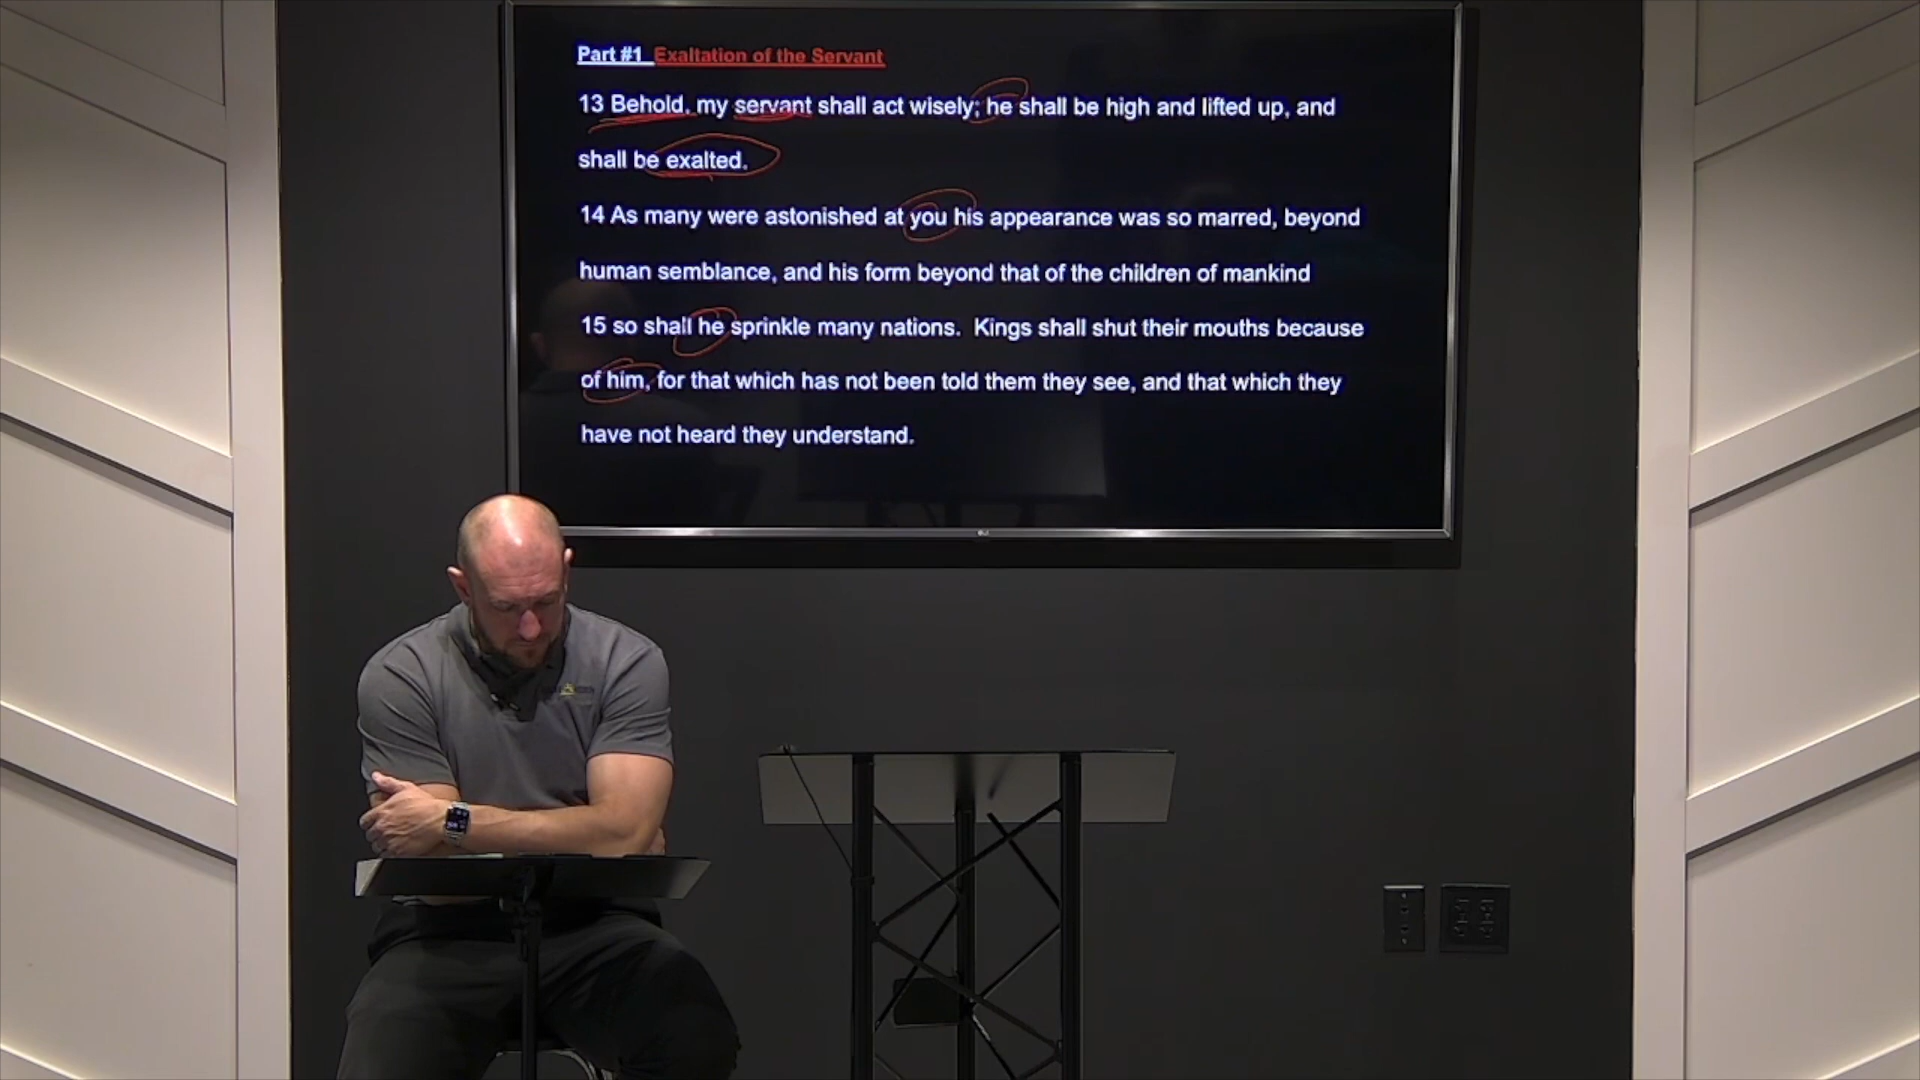 Part #1 Exaltation of the Servant
13 Behold, my servant shall act wisely; he shall be high and lifted up, and
shall be exalted.
14 As many were astonished at you his appearance was so marred, beyond
human semblance, and his form beyond that of the children of mankind
15 so shall he sprinkle many nations. Kings shall shut their mouths because
of him, for that which has not been told them they see, and that which they
have not heard they understand.